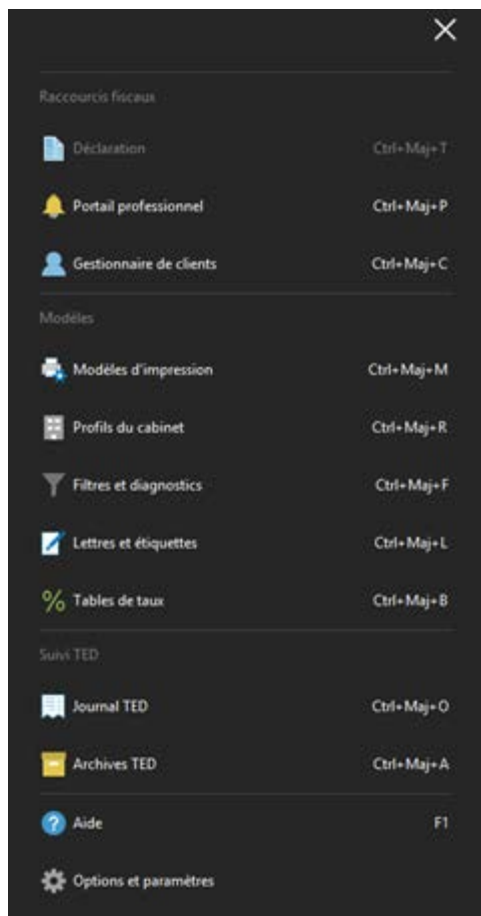 Raccourcis fiscaux
Déclaration Ctrl+Maj+T
Portail professionnel Ctrl+Maj+P
Gestionnaire de clients Ctrl+Maj+C
Modèles
Modèles d'impression Ctrl+Maj+M
Profils du cabinet Ctrl+Maj+R
Filtres et diagnostics Ctrl+Maj+F
Lettres et étiquettes Ctrl+Maj+L
% Tables de taux Ctrl+Maj+B
Suivi TED
Journal TED Ctrl+Maj+O
Archives TED Ctrl+Maj+A
? Aide F1
Options et paramètres